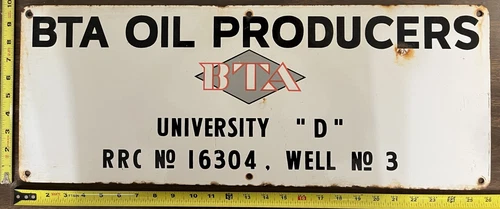 BTA OIL PRODUCERS
BTA
UNIVERSITY "D"
RRC Nº 16304, WELL Nº 3